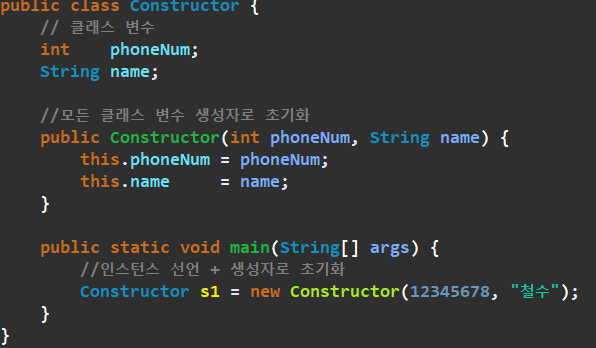 public class Constructor {
    // 클래스 변수
    int    phoneNum;
    String name;

    //모든 클래스 변수 생성자로 초기화
    public Constructor(int phoneNum, String name) {
        this.phoneNum = phoneNum;
        this.name     = name;
    }

    public static void main(String[] args) {
        //인스턴스 선언 + 생성자로 초기화
        Constructor s1 = new Constructor(12345678, "철수");
    }
}